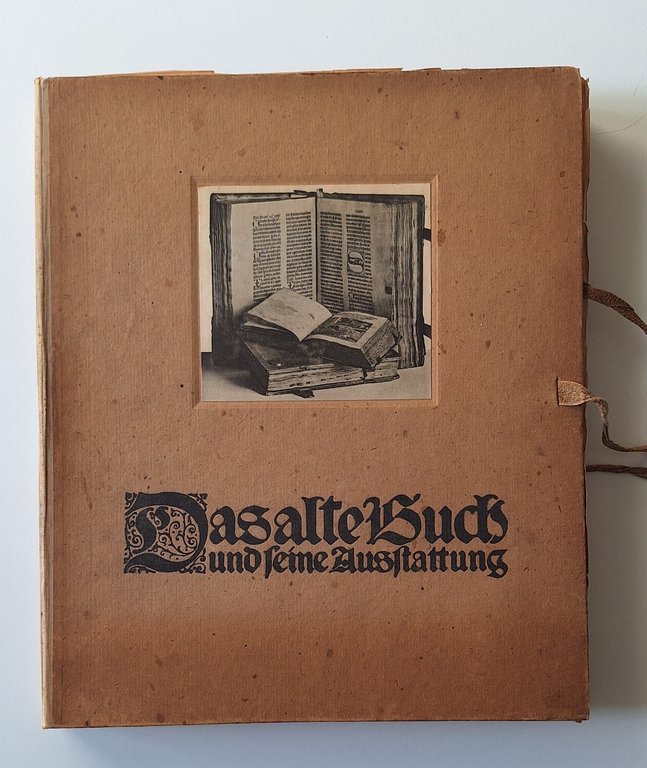 Das alte Buch
und seine Ausstattung